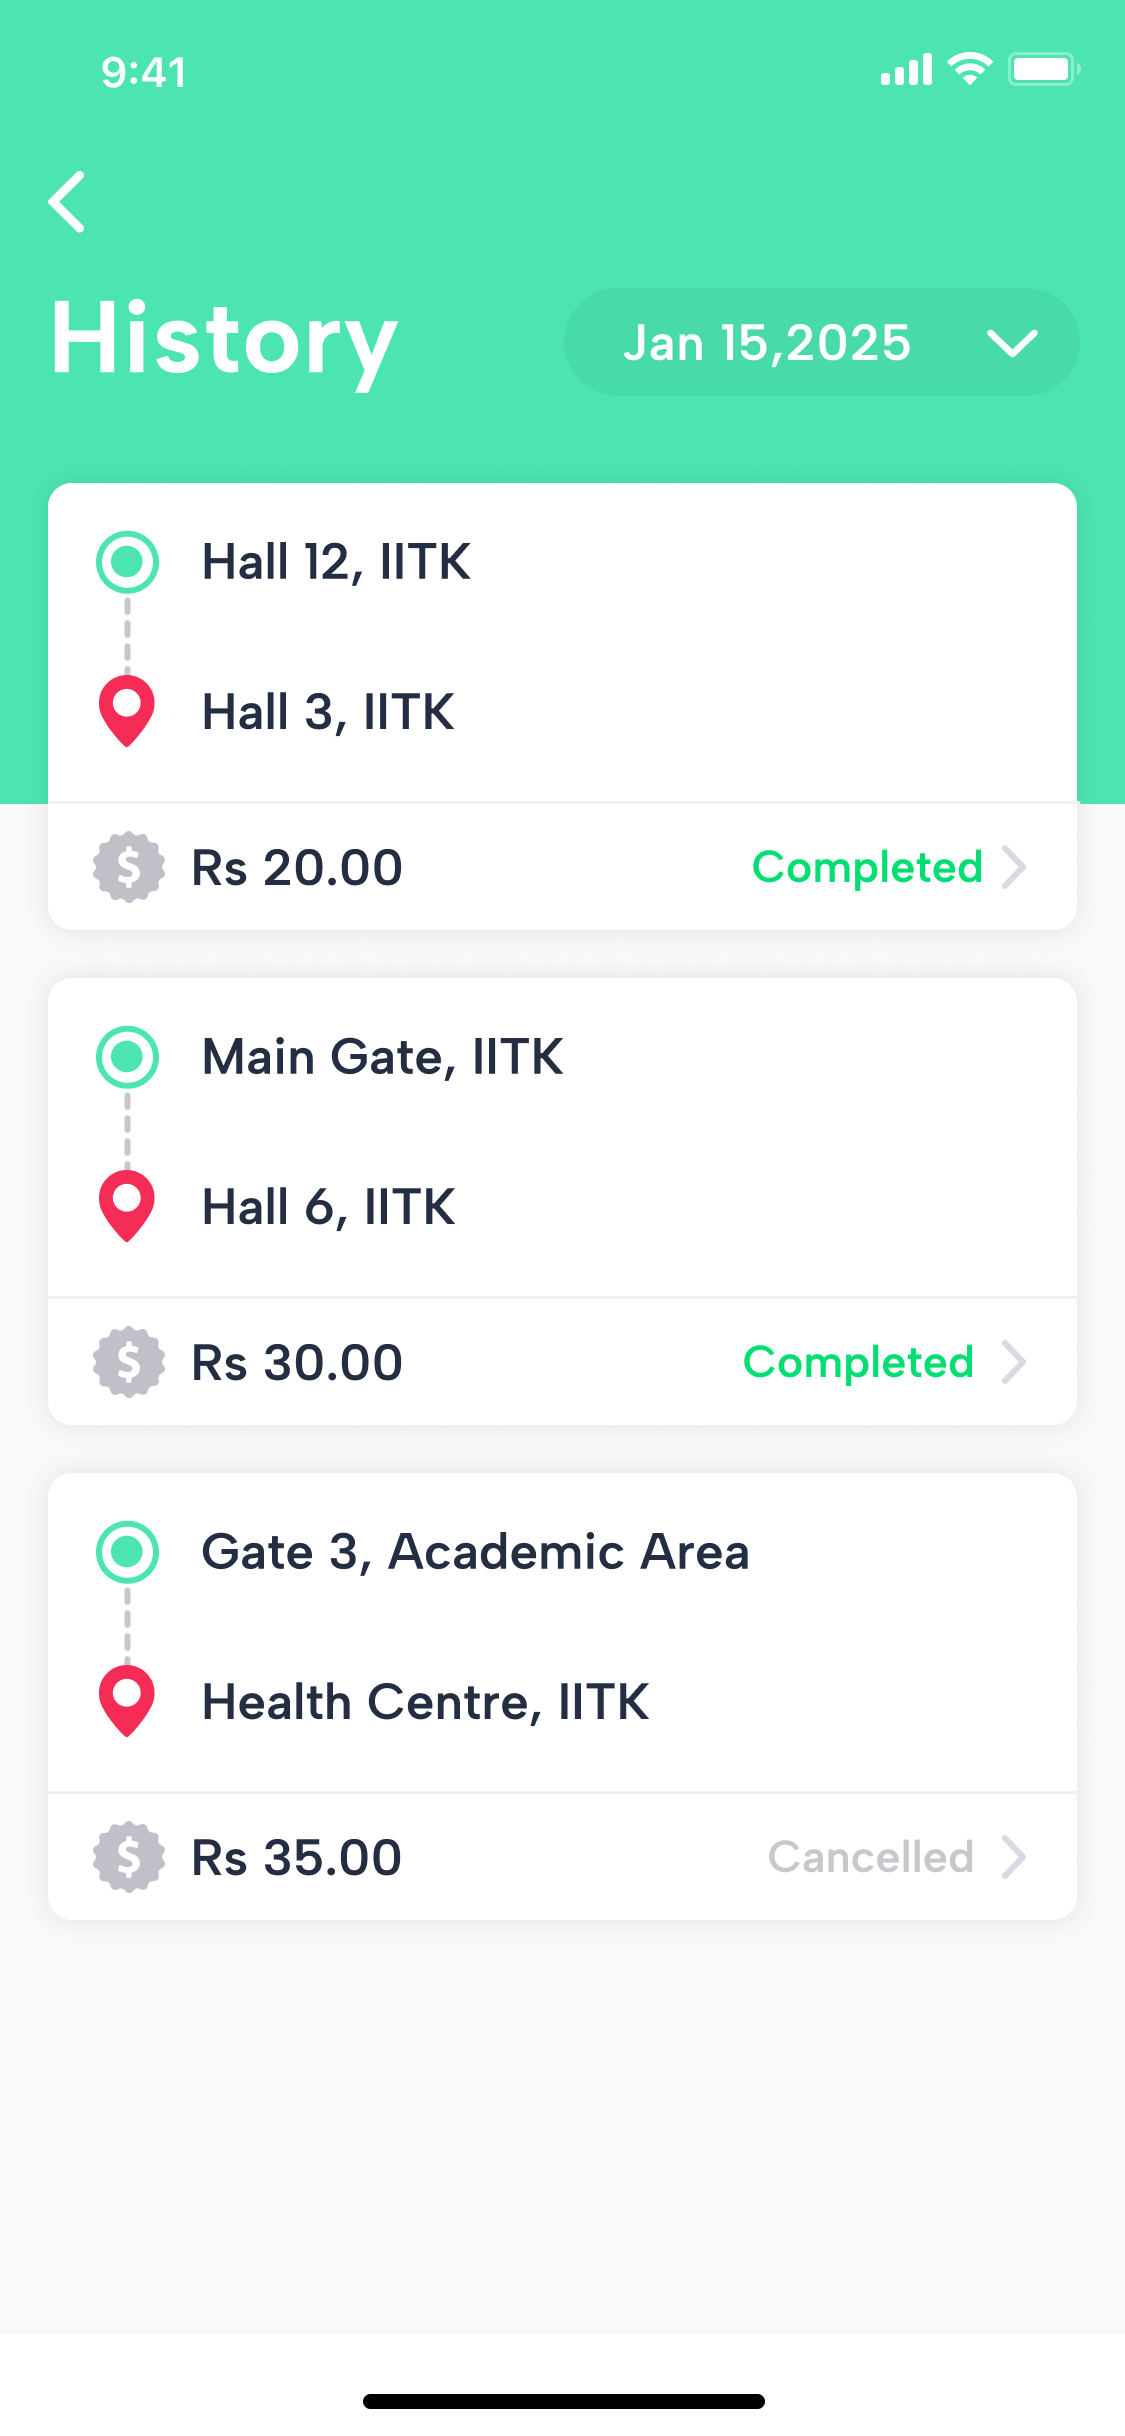 9:41
History
Jan 15,2025
Hall 12, IITK
Hall 3, IITK
$ Rs 20.00 Completed
Main Gate, IITK
Hall 6, IITK
$ Rs 30.00 Completed
Gate 3, Academic Area
Health Centre, IITK
$ Rs 35.00 Cancelled